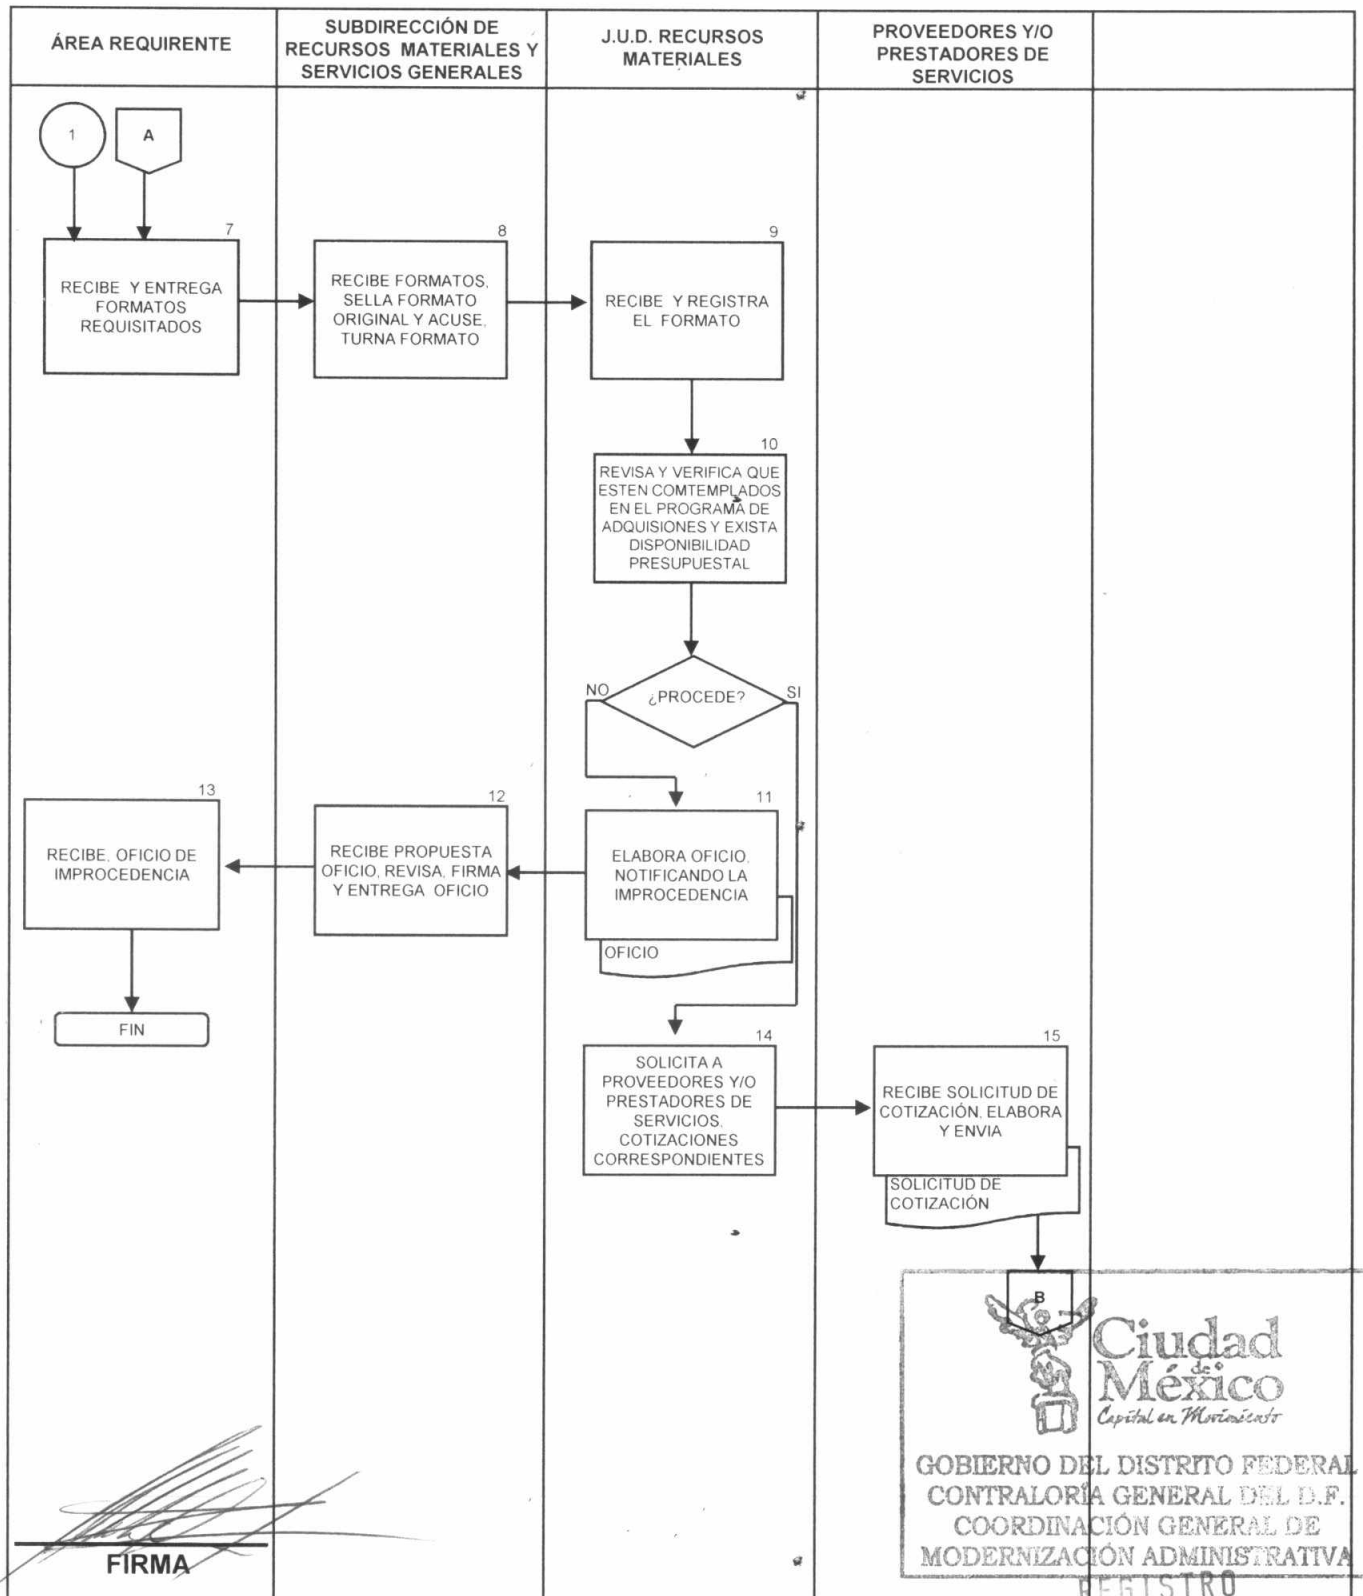 ÁREA REQUIRENTE
SUBDIRECCIÓN DE
RECURSOS MATERIALES Y
SERVICIOS GENERALES
J.U.D. RECURSOS
MATERIALES
PROVEEDORES Y/O
PRESTADORES DE
SERVICIOS
1
A
7
RECIBE Y ENTREGA
FORMATOS
REQUISITADOS
8
RECIBE FORMATOS,
SELLA FORMATO
ORIGINAL Y ACUSE,
TURNA FORMATO
9
RECIBE Y REGISTRA
EL FORMATO
10
REVISA Y VERIFICA QUE
ESTEN COMTEMPLADOS
EN EL PROGRAMA DE
ADQUISIONES Y EXISTA
DISPONIBILIDAD
PRESUPUESTAL
NO
¿PROCEDE?
SI
13
RECIBE, OFICIO DE
IMPROCEDENCIA
12
RECIBE PROPUESTA
OFICIO, REVISA, FIRMA
Y ENTREGA OFICIO
11
ELABORA OFICIO,
NOTIFICANDO LA
IMPROCEDENCIA
OFICIO
FIN
14
SOLICITA A
PROVEEDORES Y/O
PRESTADORES DE
SERVICIOS,
COTIZACIONES
CORRESPONDIENTES
15
RECIBE SOLICITUD DE
COTIZACIÓN, ELABORA
Y ENVIA
SOLICITUD DE
COTIZACIÓN
B
Ciudad
de
México
Capital en Movimiento
GOBIERNO DEL DISTRITO FEDERAL
CONTRALORÍA GENERAL DEL D.F.
COORDINACIÓN GENERAL DE
MODERNIZACIÓN ADMINISTRATIVA
REGISTRO
FIRMA